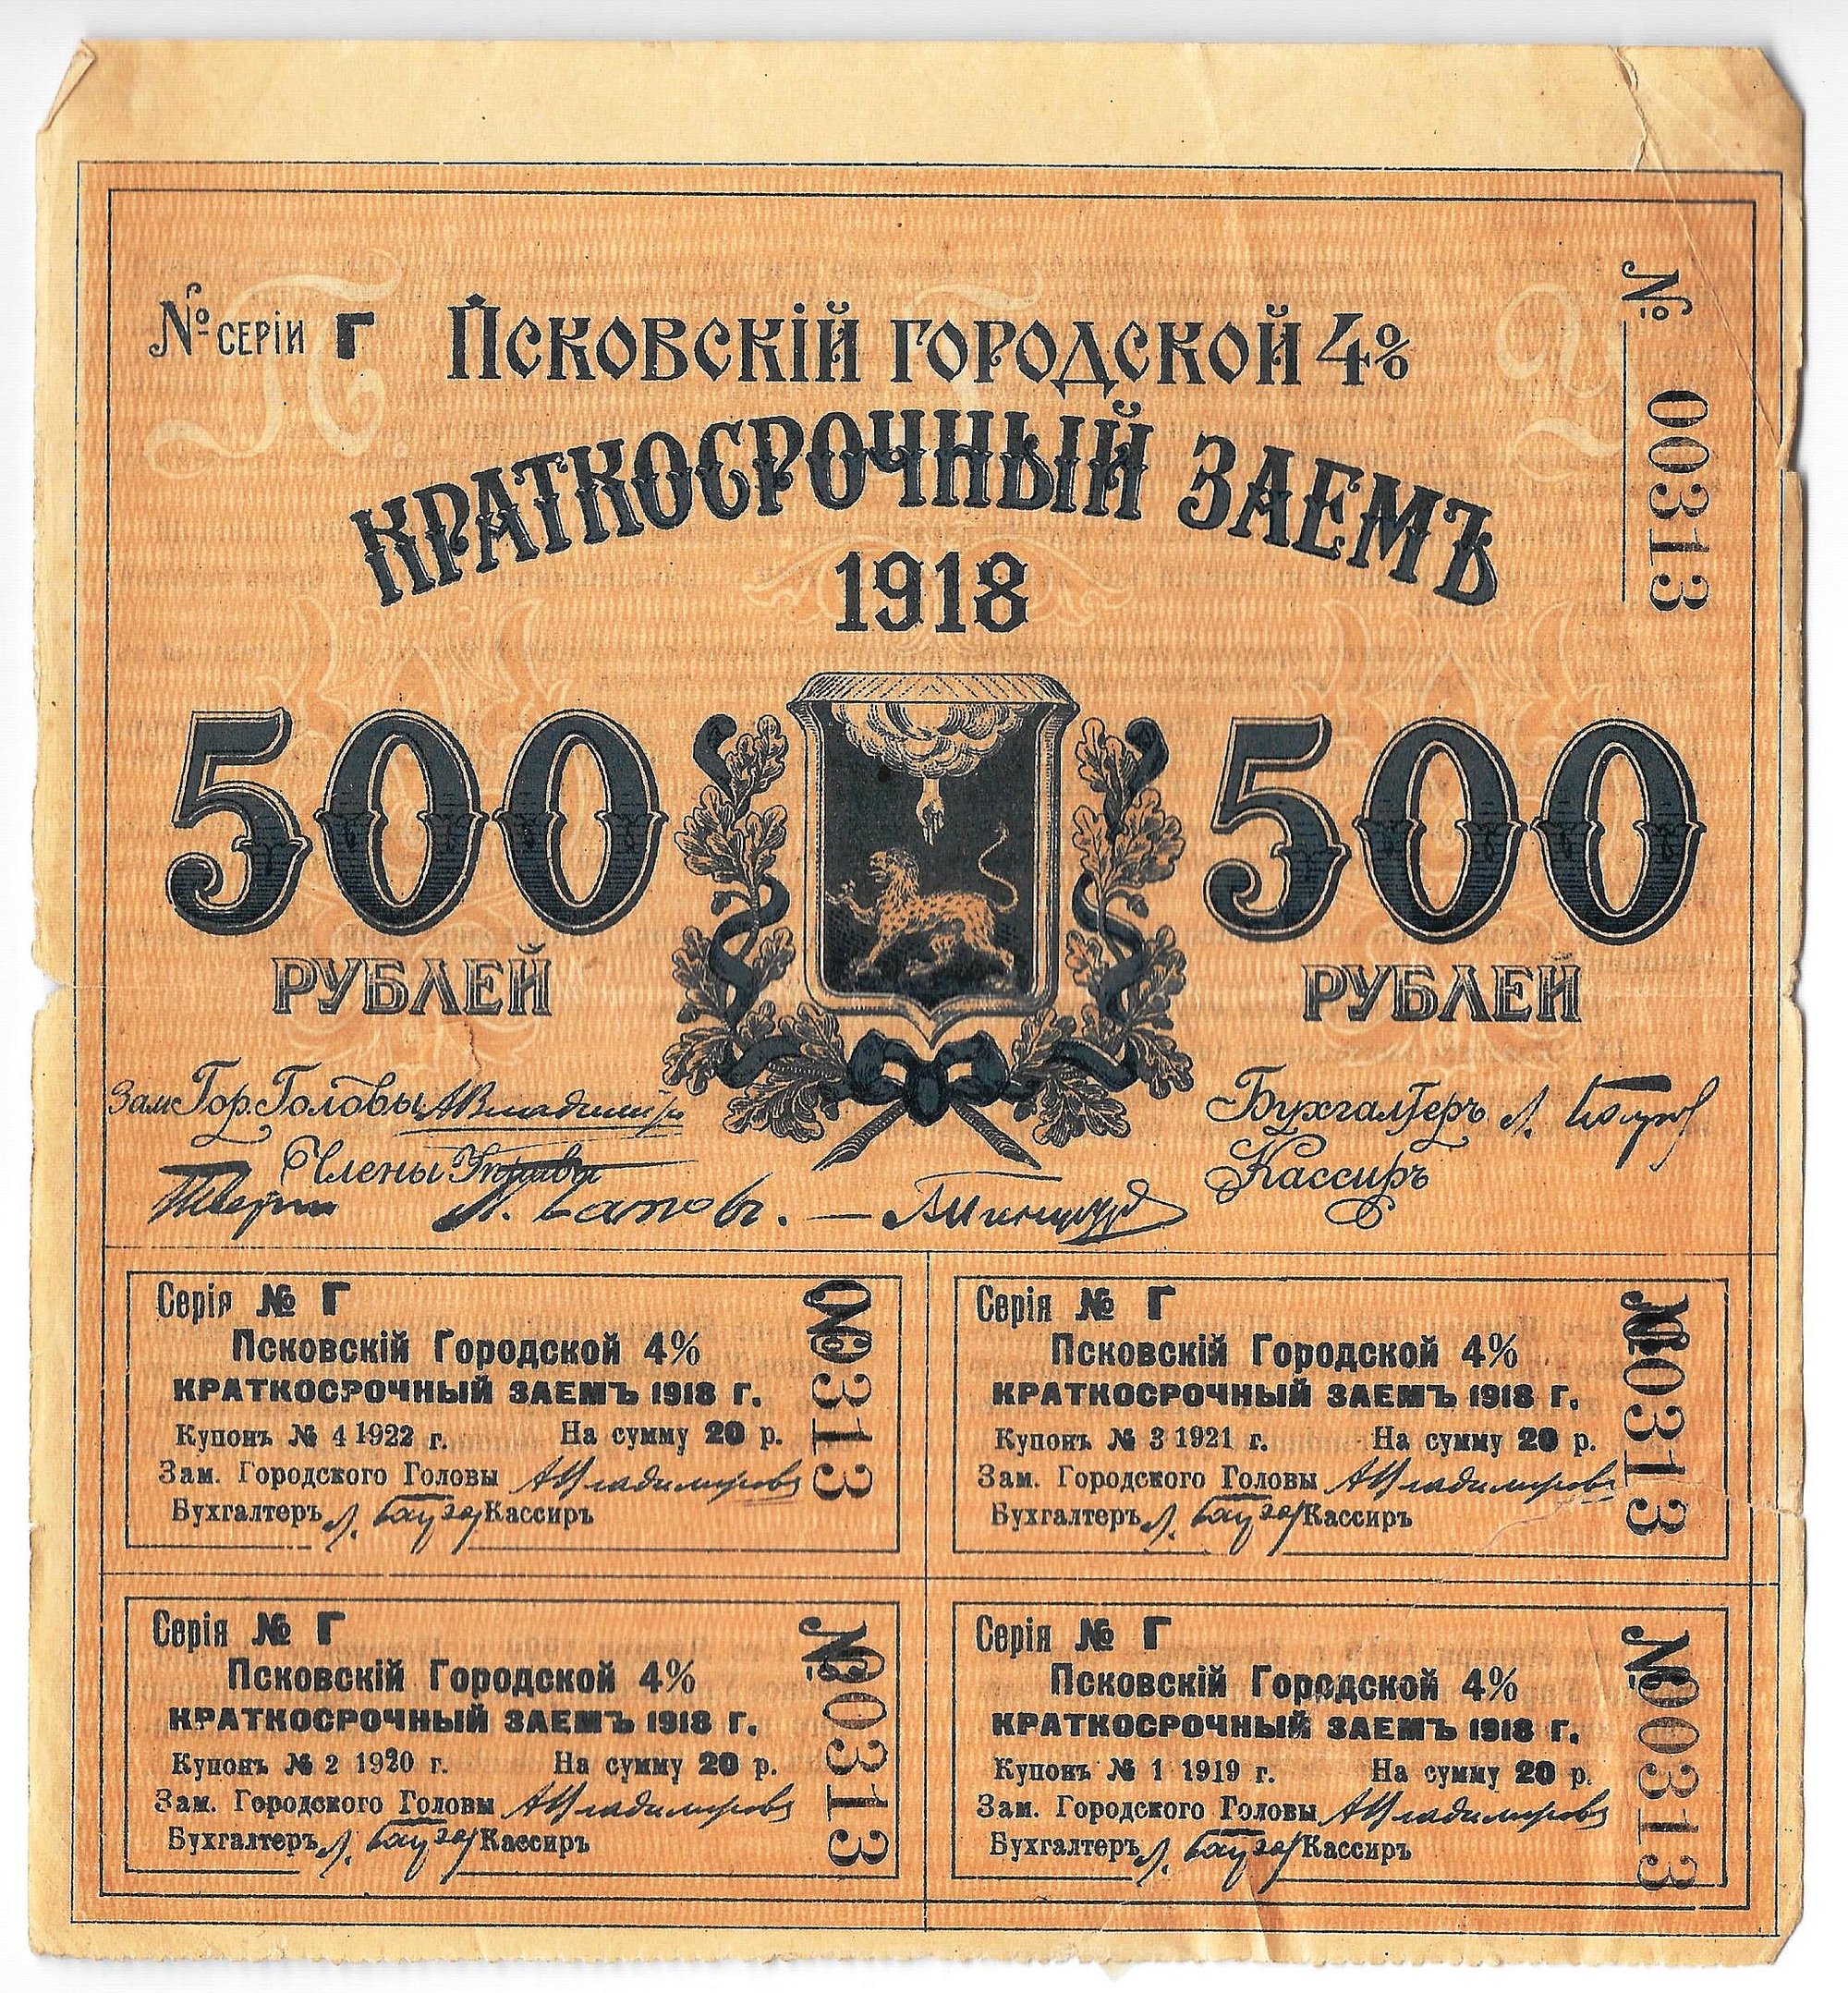 № серіи Г
Псковскій городской 4%
№ 00313
Краткосрочный заемъ
1918
500 500
рублей рублей
Зам. Гор. Головы
Бухгалтеръ
Члены Управы
Кассиръ
Серія № Г
Псковскій Городской 4%
КРАТКОСРОЧНЫЙ ЗАЕМЪ 1918 г.
Купонъ № 4 1922 г. На сумму 20 р.
Зам. Городского Головы АВладимировъ
Бухгалтеръ Кассиръ
№ 00313
Серія № Г
Псковскій Городской 4%
КРАТКОСРОЧНЫЙ ЗАЕМЪ 1918 г.
Купонъ № 3 1921 г. На сумму 20 р.
Зам. Городского Головы АВладимировъ
Бухгалтеръ Кассиръ
№ 00313
Серія № Г
Псковскій Городской 4%
КРАТКОСРОЧНЫЙ ЗАЕМЪ 1918 г.
Купонъ № 2 1920 г. На сумму 20 р.
Зам. Городского Головы АВладимировъ
Бухгалтеръ Кассиръ
№ 00313
Серія № Г
Псковскій Городской 4%
КРАТКОСРОЧНЫЙ ЗАЕМЪ 1918 г.
Купонъ № 1 1919 г. На сумму 20 р.
Зам. Городского Головы АВладимировъ
Бухгалтеръ Кассиръ
№ 00313